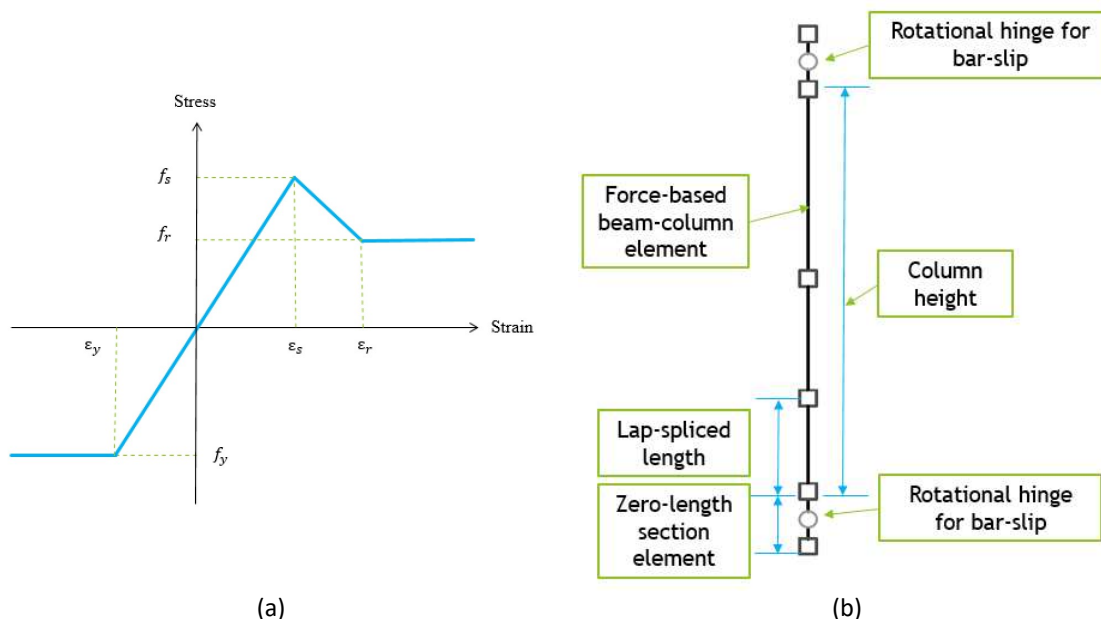 Stress
f_s
f_r
Strain
ε_y
ε_s
ε_r
f_y
(a)
Rotational hinge for
bar-slip
Force-based
beam-column
element
Column
height
Lap-spliced
length
Zero-length
section
element
Rotational hinge
for bar-slip
(b)